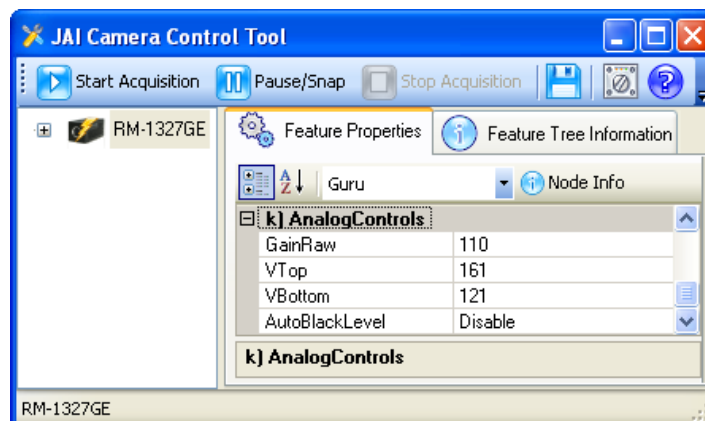 JAI Camera Control Tool
Start Acquisition Pause/Snap Stop Acquisition
RM-1327GE
Feature Properties Feature Tree Information
A Z Guru Node Info
k) AnalogControls
GainRaw 110
VTop 161
VBottom 121
AutoBlackLevel Disable
k) AnalogControls
RM-1327GE